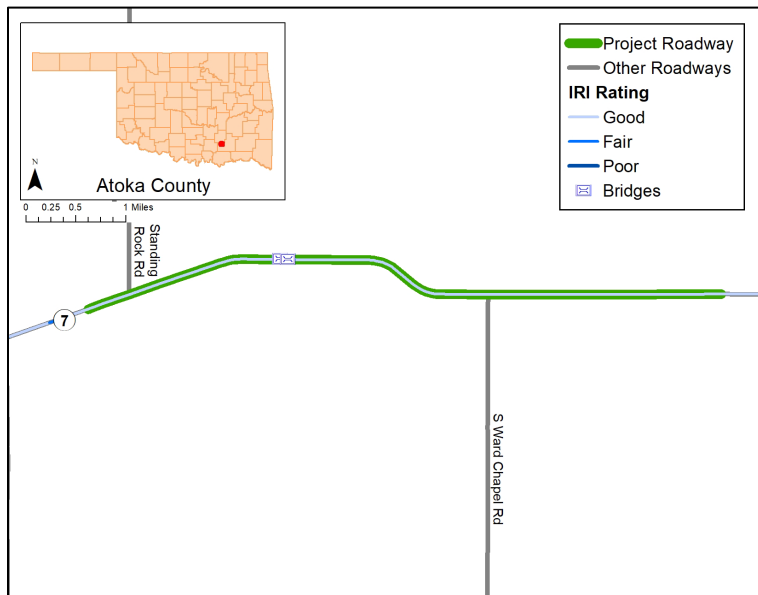 N
Atoka County
0 0.25 0.5 1 Miles
Project Roadway
Other Roadways
IRI Rating
Good
Fair
Poor
Bridges
Standing
Rock Rd
7
S Ward Chapel Rd